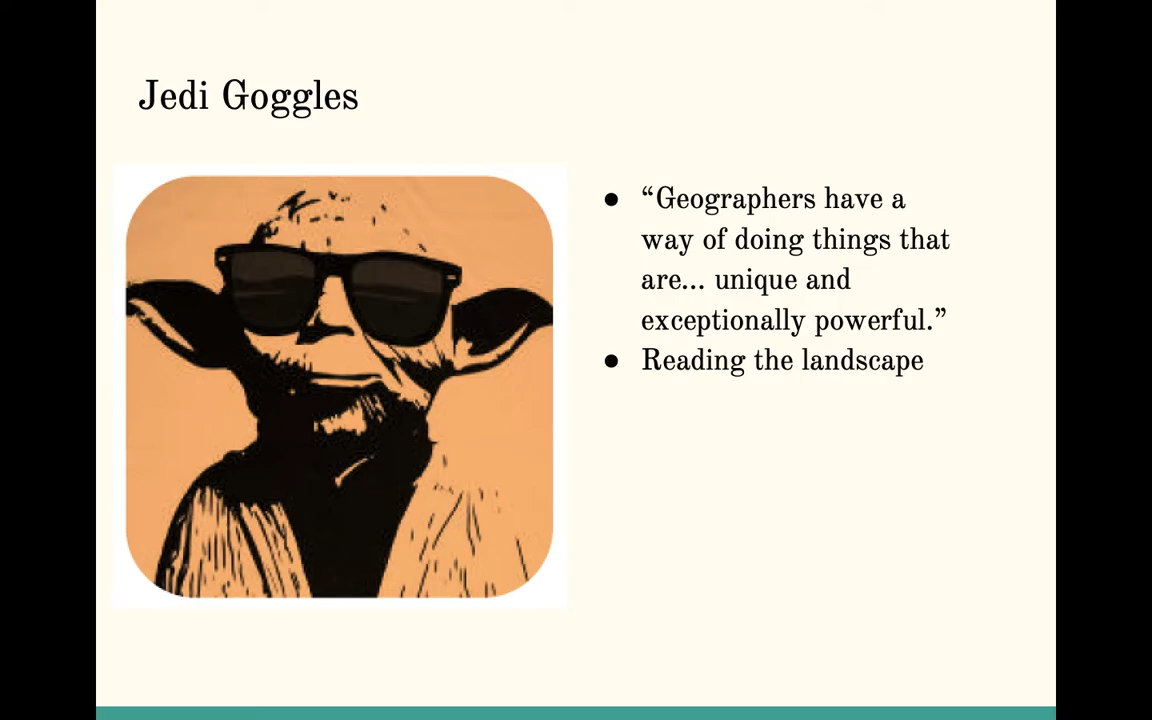 Jedi Goggles
● “Geographers have a
way of doing things that
are... unique and
exceptionally powerful.”
● Reading the landscape